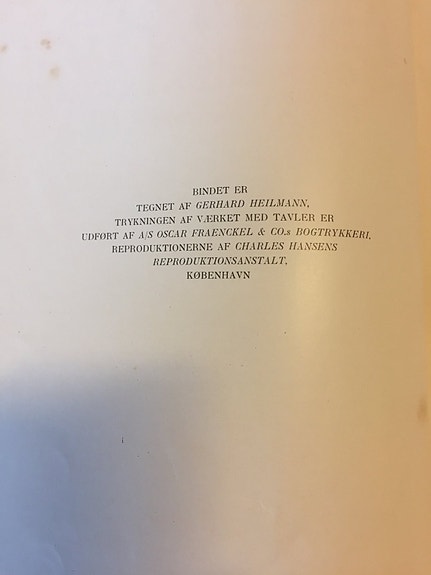 BINDET ER
TEGNET AF GERHARD HEILMANN,
TRYKNINGEN AF VÆRKET MED TAVLER ER
UDFØRT AF A/S OSCAR FRAENCKEL & CO.s BOGTRYKKERI,
REPRODUKTIONERNE AF CHARLES HANSENS
REPRODUKTIONSANSTALT,
KØBENHAVN